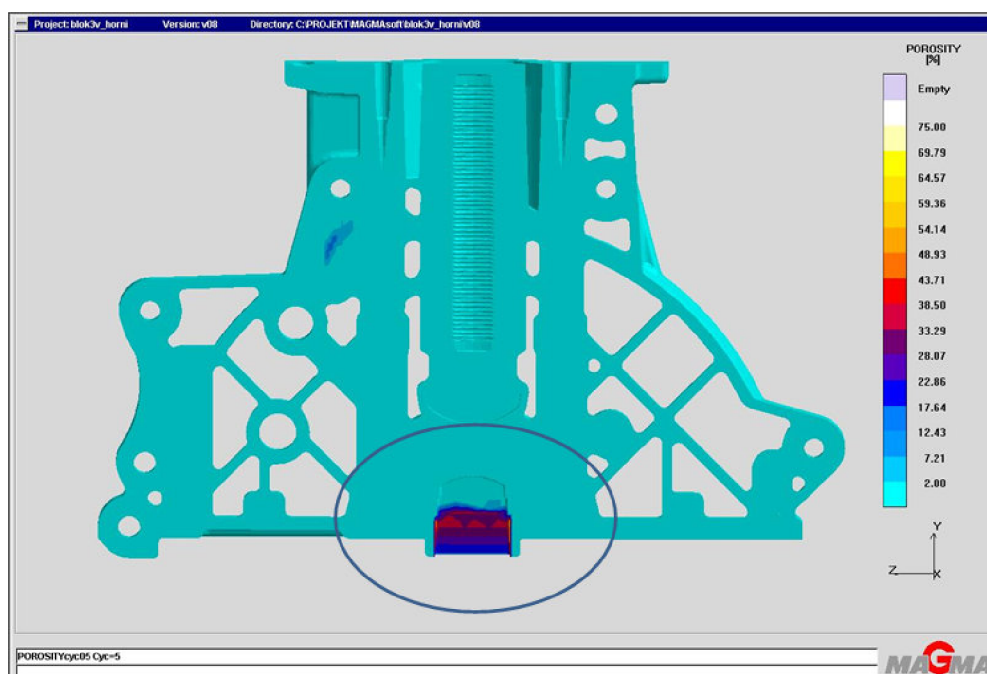 Project: blok3v_horni Version: v08 Directory: C:\PROJEKT\MAGMAsoft\blok3v_horni\v08
POROSITY
[%]
Empty
75.00
69.79
64.57
59.36
54.14
48.93
43.71
38.50
33.29
28.07
22.86
17.64
12.43
7.21
2.00
Y
Z
X
POROSITYcyc05 Cyc=5
MAGMA